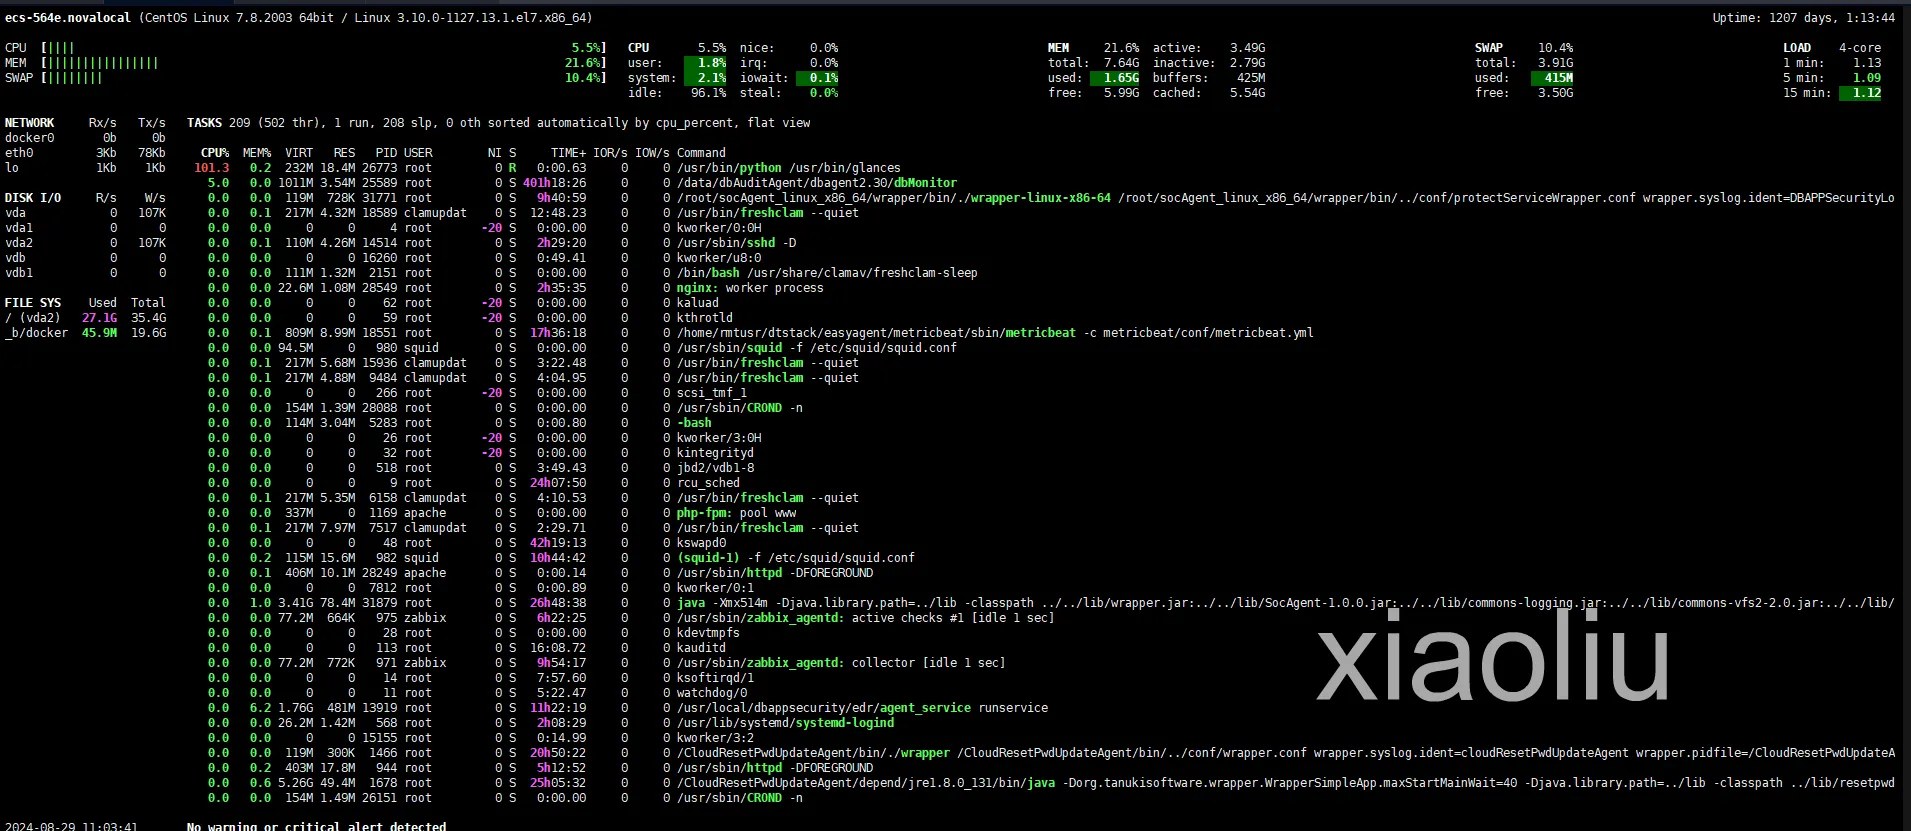 ecs-564e.novalocal (CentOS Linux 7.8.2003 64bit / Linux 3.10.0-1127.13.1.el7.x86_64) Uptime: 1207 days, 1:13:44
CPU [|||| 5.5%] CPU 5.5% nice: 0.0% MEM 21.6% active: 3.49G SWAP 10.4% LOAD 4-core
MEM [|||||||||||||||| 21.6%] user: 1.8% irq: 0.0% total: 7.64G inactive: 2.79G total: 3.91G 1 min: 1.13
SWAP [|||||||| 10.4%] system: 2.1% iowait: 0.1% used: 1.65G buffers: 425M used: 415M 5 min: 1.09
idle: 96.1% steal: 0.0% free: 5.99G cached: 5.54G free: 3.50G 15 min: 1.12
NETWORK Rx/s Tx/s TASKS 209 (502 thr), 1 run, 208 slp, 0 oth sorted automatically by cpu_percent, flat view
docker0 0b 0b
eth0 3Kb 78Kb CPU% MEM% VIRT RES PID USER NI S TIME+ IOR/s IOW/s Command
lo 1Kb 1Kb 101.3 0.2 232M 18.4M 26773 root 0 R 0:00.63 0 0 /usr/bin/python /usr/bin/glances
5.0 0.0 1011M 3.54M 25589 root 0 S 401h18:26 0 0 /data/dbAuditAgent/dbagent2.30/dbMonitor
DISK I/O R/s W/s 0.0 0.0 119M 728K 31771 root 0 S 9h40:59 0 0 /root/socAgent_linux_x86_64/wrapper/bin/./wrapper-linux-x86-64 /root/socAgent_linux_x86_64/wrapper/bin/../conf/protectServiceWrapper.conf wrapper.syslog.ident=DBAPPSecurityLo
vda 0 107K 0.0 0.1 217M 4.32M 18589 clamupdat 0 S 12:48.23 0 0 /usr/bin/freshclam --quiet
vda1 0 0 0.0 0.0 0 0 4 root -20 S 0:00.00 0 0 kworker/0:0H
vda2 0 107K 0.0 0.1 110M 4.26M 14514 root 0 S 2h29:20 0 0 /usr/sbin/sshd -D
vdb 0 0 0.0 0.0 0 0 16260 root 0 S 0:49.41 0 0 kworker/u8:0
vdb1 0 0 0.0 0.0 111M 1.32M 2151 root 0 S 0:00.00 0 0 /bin/bash /usr/share/clamav/freshclam-sleep
0.0 0.0 22.6M 1.08M 28549 root 0 S 2h35:35 0 0 nginx: worker process
FILE SYS Used Total 0.0 0.0 0 0 62 root -20 S 0:00.00 0 0 kaluad
/ (vda2) 27.1G 35.4G 0.0 0.0 0 0 59 root -20 S 0:00.00 0 0 kthrotld
_b/docker 45.9M 19.6G 0.0 0.1 809M 8.99M 18551 root 0 S 17h36:18 0 0 /home/rmtusr/dtstack/easyagent/metricbeat/sbin/metricbeat -c metricbeat/conf/metricbeat.yml
0.0 0.0 94.5M 0 980 squid 0 S 0:00.00 0 0 /usr/sbin/squid -f /etc/squid/squid.conf
0.0 0.1 217M 5.68M 15936 clamupdat 0 S 3:22.48 0 0 /usr/bin/freshclam --quiet
0.0 0.1 217M 4.88M 9484 clamupdat 0 S 4:04.95 0 0 /usr/bin/freshclam --quiet
0.0 0.0 0 0 266 root -20 S 0:00.00 0 0 scsi_tmf_1
0.0 0.0 154M 1.39M 28088 root 0 S 0:00.00 0 0 /usr/sbin/CROND -n
0.0 0.0 114M 3.04M 5283 root 0 S 0:00.80 0 0 -bash
0.0 0.0 0 0 26 root -20 S 0:00.00 0 0 kworker/3:0H
0.0 0.0 0 0 32 root -20 S 0:00.00 0 0 kintegrityd
0.0 0.0 0 0 518 root 0 S 3:49.43 0 0 jbd2/vdb1-8
0.0 0.0 0 0 9 root 0 S 24h07:50 0 0 rcu_sched
0.0 0.1 217M 5.35M 6158 clamupdat 0 S 4:10.53 0 0 /usr/bin/freshclam --quiet
0.0 0.0 337M 0 1169 apache 0 S 0:00.00 0 0 php-fpm: pool www
0.0 0.1 217M 7.97M 7517 clamupdat 0 S 2:29.71 0 0 /usr/bin/freshclam --quiet
0.0 0.0 0 0 48 root 0 S 42h19:13 0 0 kswapd0
0.0 0.2 115M 15.6M 982 squid 0 S 10h44:42 0 0 (squid-1) -f /etc/squid/squid.conf
0.0 0.1 406M 10.1M 28249 apache 0 S 0:00.14 0 0 /usr/sbin/httpd -DFOREGROUND
0.0 0.0 0 0 7812 root 0 S 0:00.89 0 0 kworker/0:1
0.0 1.0 3.41G 78.4M 31879 root 0 S 26h48:38 0 0 java -Xmx514m -Djava.library.path=../lib -classpath ../../lib/wrapper.jar:../../lib/SocAgent-1.0.0.jar:../../lib/commons-logging.jar:../../lib/commons-vfs2-2.0.jar:../../lib/
0.0 0.0 77.2M 664K 975 zabbix 0 S 6h22:25 0 0 /usr/sbin/zabbix_agentd: active checks #1 [idle 1 sec]
0.0 0.0 0 0 28 root 0 S 0:00.00 0 0 kdevtmpfs
0.0 0.0 0 0 113 root 0 S 16:08.72 0 0 kauditd
0.0 0.0 77.2M 772K 971 zabbix 0 S 9h54:17 0 0 /usr/sbin/zabbix_agentd: collector [idle 1 sec]
0.0 0.0 0 0 14 root 0 S 7:57.60 0 0 ksoftirqd/1
0.0 0.0 0 0 11 root 0 S 5:22.47 0 0 watchdog/0
0.0 6.2 1.76G 481M 13919 root 0 S 11h22:19 0 0 /usr/local/dbappsecurity/edr/agent_service runservice
0.0 0.0 26.2M 1.42M 568 root 0 S 2h08:29 0 0 /usr/lib/systemd/systemd-logind
0.0 0.0 0 0 15155 root 0 S 0:14.99 0 0 kworker/3:2
0.0 0.0 119M 300K 1466 root 0 S 20h50:22 0 0 /CloudResetPwdUpdateAgent/bin/./wrapper /CloudResetPwdUpdateAgent/bin/../conf/wrapper.conf wrapper.syslog.ident=cloudResetPwdUpdateAgent wrapper.pidfile=/CloudResetPwdUpdateA
0.0 0.2 403M 17.8M 944 root 0 S 5h12:52 0 0 /usr/sbin/httpd -DFOREGROUND
0.0 0.6 5.26G 49.4M 1678 root 0 S 25h05:32 0 0 /CloudResetPwdUpdateAgent/depend/jre1.8.0_131/bin/java -Dorg.tanukisoftware.wrapper.WrapperSimpleApp.maxStartMainWait=40 -Djava.library.path=../lib -classpath ../lib/resetpwd
0.0 0.0 154M 1.49M 26151 root 0 S 0:00.00 0 0 /usr/sbin/CROND -n
xiaoliu
2024-08-29 11:03:41 No warning or critical alert detected